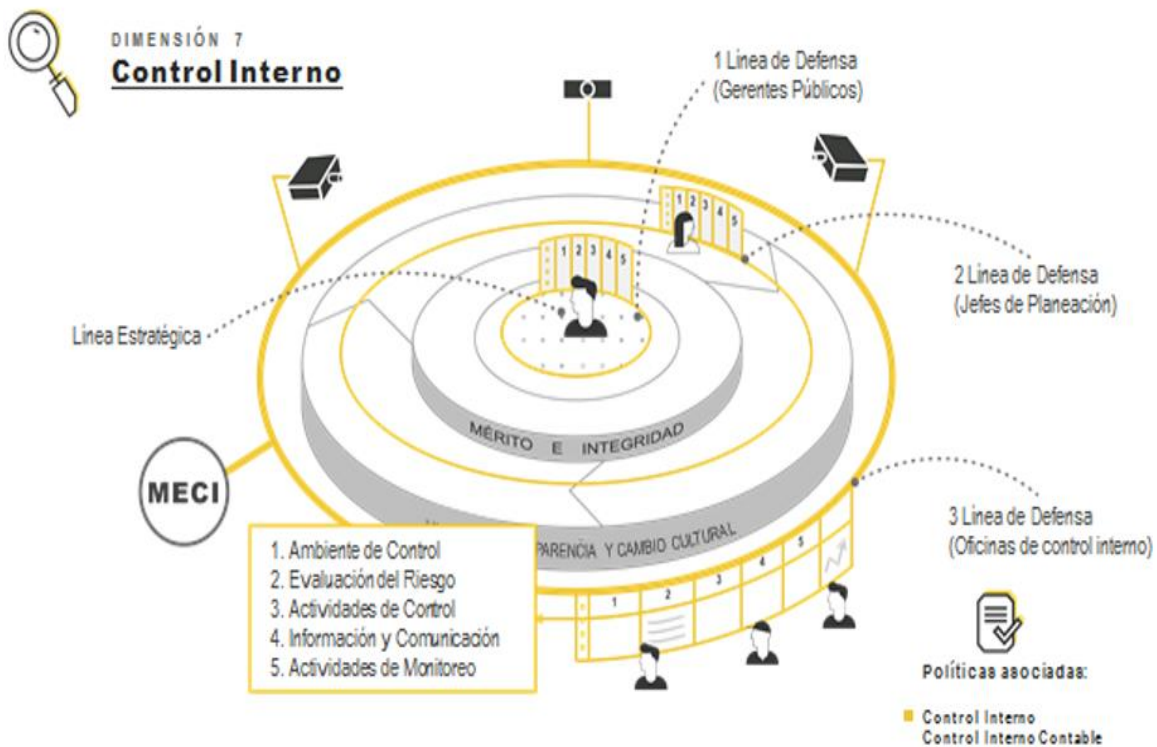 DIMENSIÓN 7
Control Interno
1 Línea de Defensa
(Gerentes Públicos)
2 Línea de Defensa
(Jefes de Planeación)
Línea Estratégica
1 2 3 4 5
1 2 3 4 5
MÉRITO E INTEGRIDAD
MECI
PARENCIA Y CAMBIO CULTURAL
3 Línea de Defensa
(Oficinas de control interno)
1. Ambiente de Control
2. Evaluación del Riesgo
3. Actividades de Control
4. Información y Comunicación
5. Actividades de Monitoreo
1 2 3 4 5
Políticas asociadas:
Control Interno
Control Interno Contable